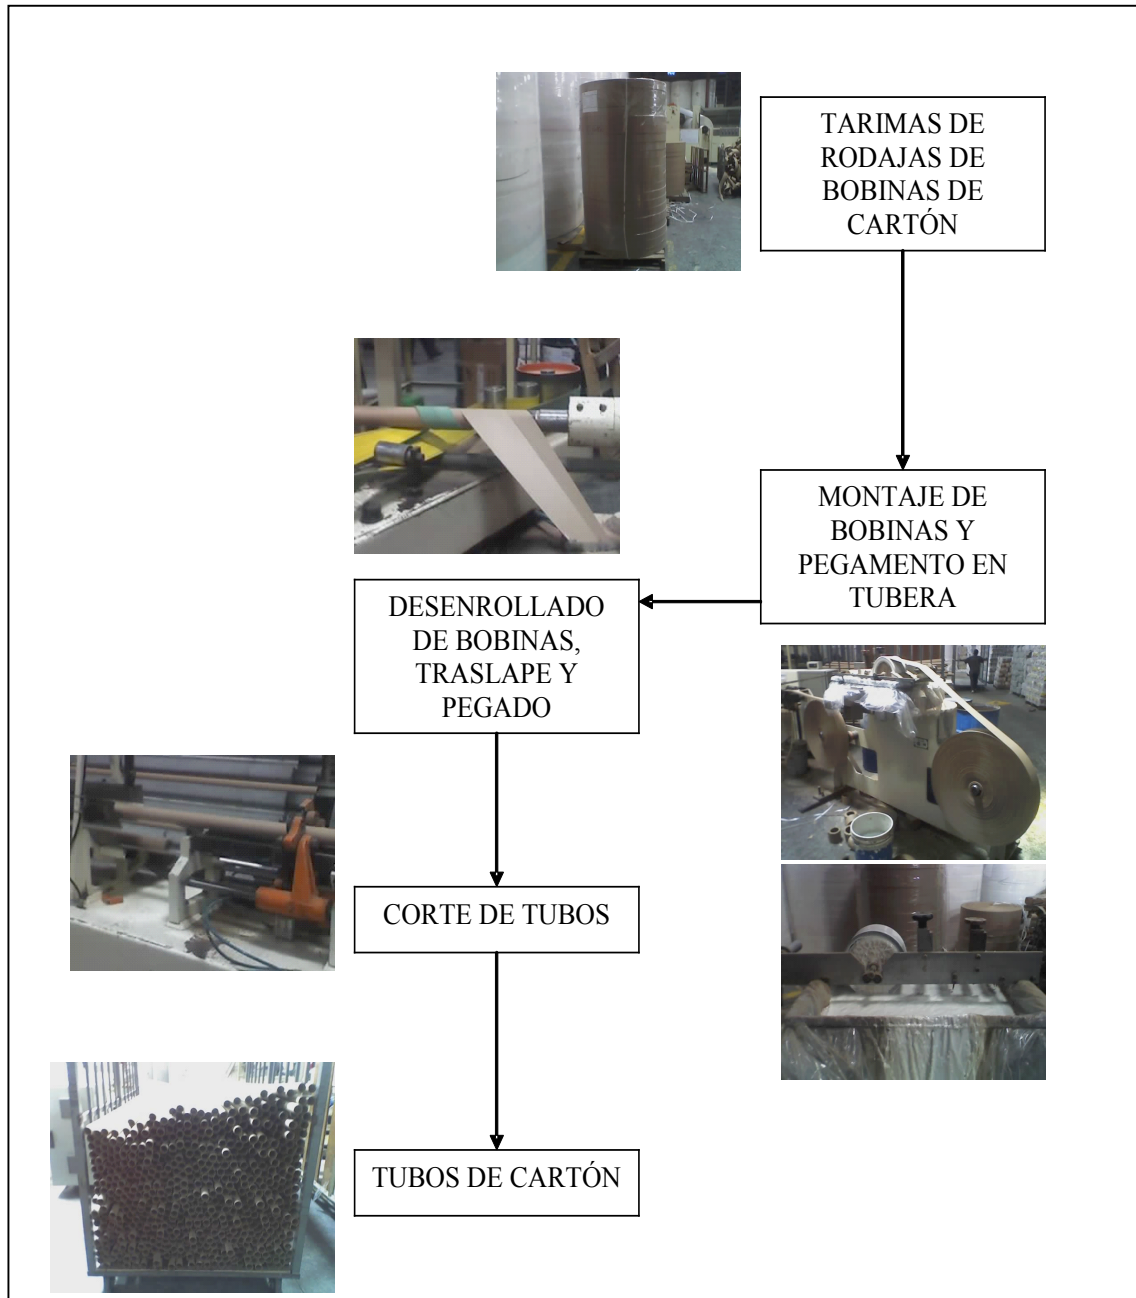 TARIMAS DE
RODAJAS DE
BOBINAS DE
CARTÓN
MONTAJE DE
BOBINAS Y
PEGAMENTO EN
TUBERA
DESENROLLADO
DE BOBINAS,
TRASLAPE Y
PEGADO
CORTE DE TUBOS
TUBOS DE CARTÓN